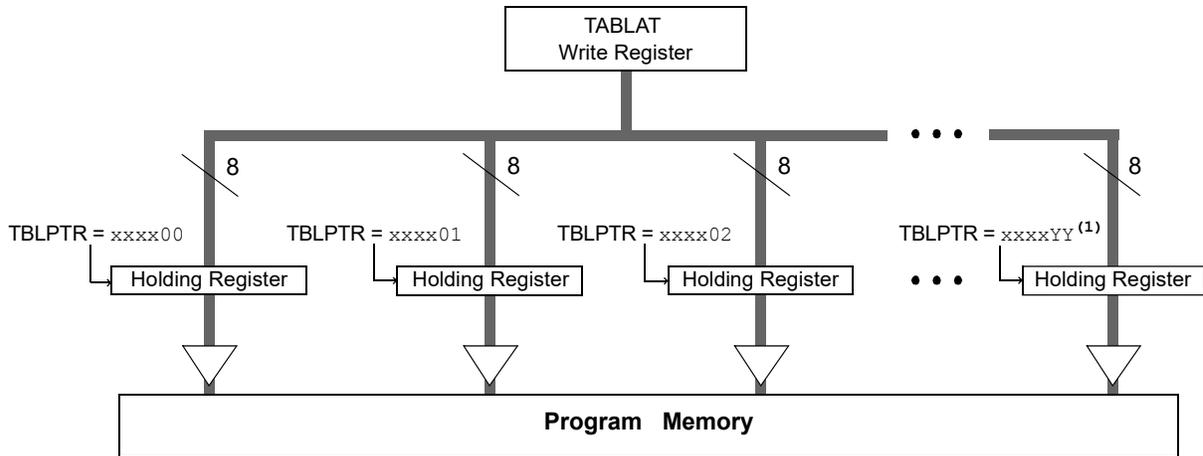 TABLAT
Write Register
8 8 8 8
TBLPTR = xxxx00 TBLPTR = xxxx01 TBLPTR = xxxx02 TBLPTR = xxxxYY(1)
Holding Register Holding Register Holding Register Holding Register
Program Memory